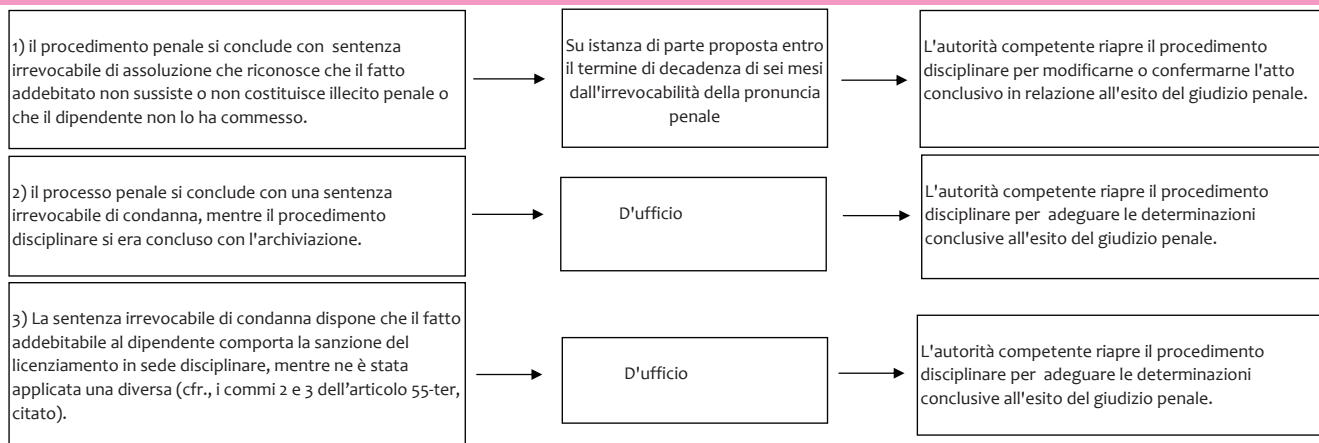 1) il procedimento penale si conclude con sentenza
irrevocabile di assoluzione che riconosce che il fatto
addebitato non sussiste o non costituisce illecito penale o
che il dipendente non lo ha commesso.
Su istanza di parte proposta entro
il termine di decadenza di sei mesi
dall'irrevocabilità della pronuncia
penale
L'autorità competente riapre il procedimento
disciplinare per modificarne o confermarne l'atto
conclusivo in relazione all'esito del giudizio penale.
2) il processo penale si conclude con una sentenza
irrevocabile di condanna, mentre il procedimento
disciplinare si era concluso con l'archiviazione.
D'ufficio
L'autorità competente riapre il procedimento
disciplinare per adeguare le determinazioni
conclusive all'esito del giudizio penale.
3) La sentenza irrevocabile di condanna dispone che il fatto
addebitabile al dipendente comporta la sanzione del
licenziamento in sede disciplinare, mentre ne è stata
applicata una diversa (cfr., i commi 2 e 3 dell’articolo 55-ter,
citato).
D'ufficio
L'autorità competente riapre il procedimento
disciplinare per adeguare le determinazioni
conclusive all'esito del giudizio penale.